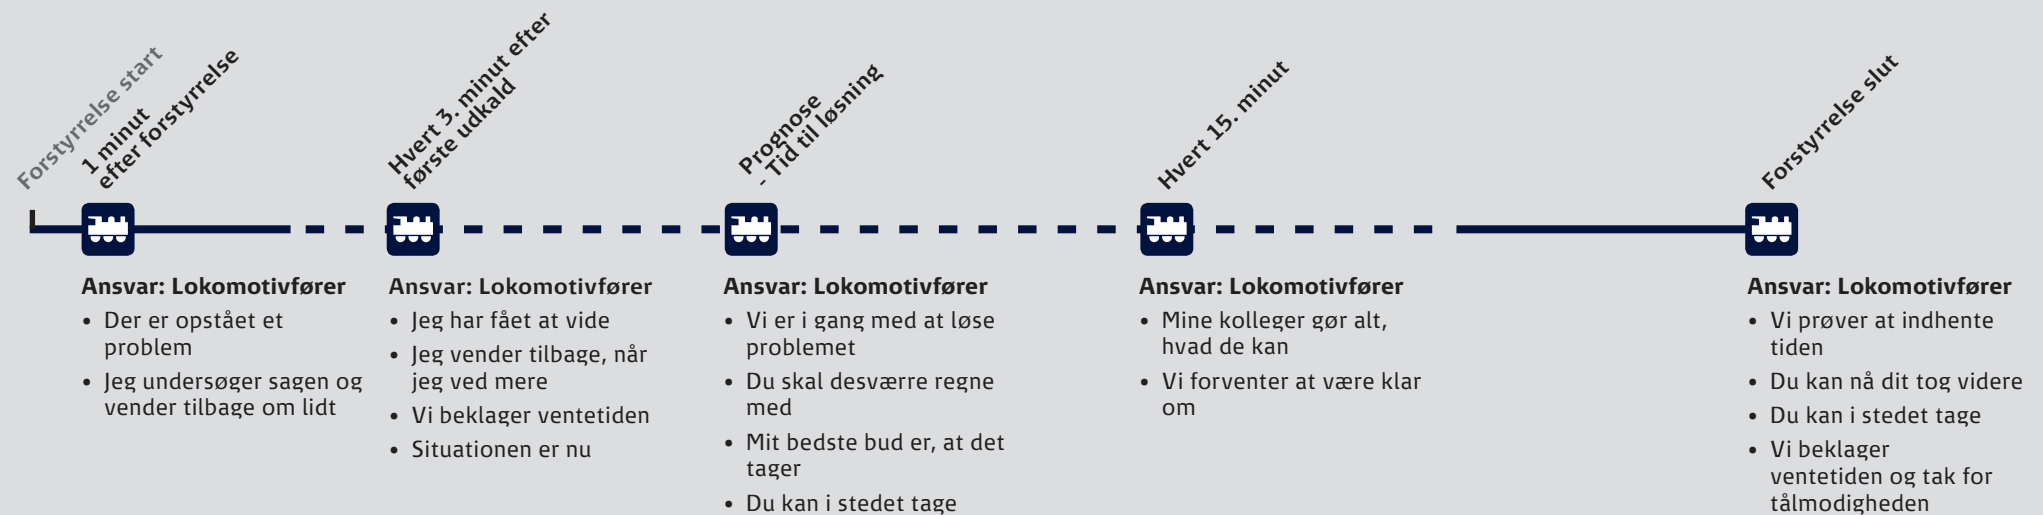 Forstyrrelse start
1 minut
efter forstyrrelse
Ansvar: Lokomotivfører
• Der er opstået et
problem
• Jeg undersøger sagen og
vender tilbage om lidt
Hvert 3. minut efter
første udkald
Ansvar: Lokomotivfører
• Jeg har fået at vide
• Jeg vender tilbage, når
jeg ved mere
• Vi beklager ventetiden
• Situationen er nu
Prognose
- Tid til løsning
Ansvar: Lokomotivfører
• Vi er i gang med at løse
problemet
• Du skal desværre regne
med
• Mit bedste bud er, at det
tager
• Du kan i stedet tage
Hvert 15. minut
Ansvar: Lokomotivfører
• Mine kolleger gør alt,
hvad de kan
• Vi forventer at være klar
om
Forstyrrelse slut
Ansvar: Lokomotivfører
• Vi prøver at indhente
tiden
• Du kan nå dit tog videre
• Du kan i stedet tage
• Vi beklager
ventetiden og tak for
tålmodigheden